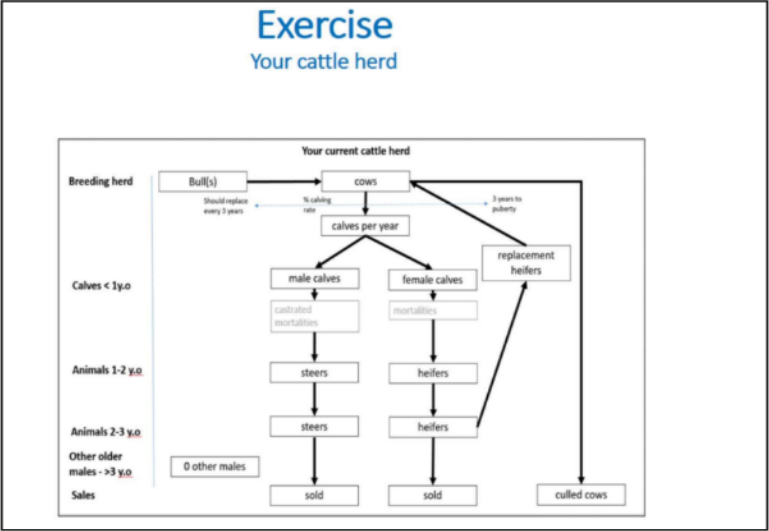 Exercise
Your cattle herd
Your current cattle herd
Breeding herd
Bull(s)
cows
Should replace
every 3 years
% calving
rate
3 years to
puberty
calves per year
replacement
heifers
Calves < 1y.o
male calves
female calves
castrated
mortalities
mortalities
Animals 1-2 y.o
steers
heifers
Animals 2-3 y.o
steers
heifers
Other older
males - >3 y.o
0 other males
Sales
sold
sold
culled cows